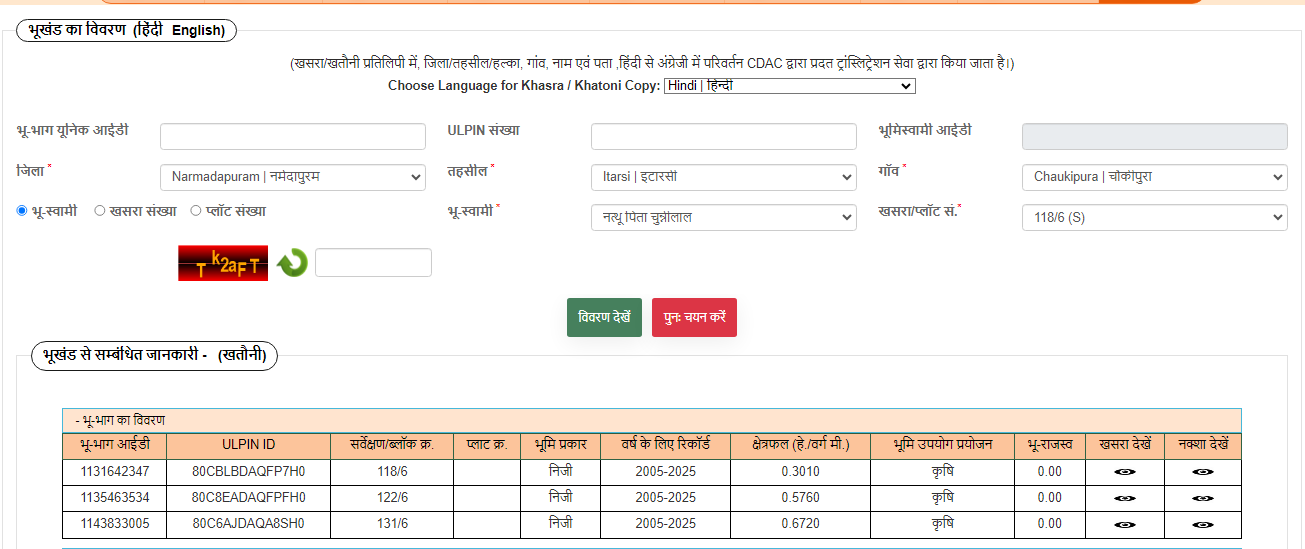 भूखंड का विवरण (हिंदी English)
(खसरा/खतौनी प्रतिलिपी में, जिला/तहसील/हल्का, गांव, नाम एवं पता ,हिंदी से अंग्रेजी में परिवर्तन CDAC द्वारा प्रदत ट्रांस्लिट्रेशन सेवा द्वारा किया जाता है।)
Choose Language for Khasra / Khatoni Copy: Hindi | हिन्दी
भू-भाग यूनिक आईडी ULPIN संख्या भूमिस्वामी आईडी
जिला * Narmadapuram | नर्मदापुरम तहसील * Itarsi | इटारसी गाँव * Chaukipura | चौकीपुरा
भू-स्वामी खसरा संख्या प्लॉट संख्या भू-स्वामी * नत्थू पिता चुन्नीलाल खसरा/प्लॉट सं.* 118/6 (S)
T k2aFT
विवरण देखें पुनः चयन करें
भूखंड से सम्बंधित जानकारी - (खतौनी)
- भू-भाग का विवरण
भू-भाग आईडी ULPIN ID सर्वेक्षण/ब्लॉक क्र. प्लाट क्र. भूमि प्रकार वर्ष के लिए रिकॉर्ड क्षेत्रफल (हे./वर्ग मी.) भूमि उपयोग प्रयोजन भू-राजस्व खसरा देखें नक्शा देखें
1131642347 80CBLBDAQFP7H0 118/6 निजी 2005-2025 0.3010 कृषि 0.00
1135463534 80C8EADAQFPFH0 122/6 निजी 2005-2025 0.5760 कृषि 0.00
1143833005 80C6AJDAQA8SH0 131/6 निजी 2005-2025 0.6720 कृषि 0.00